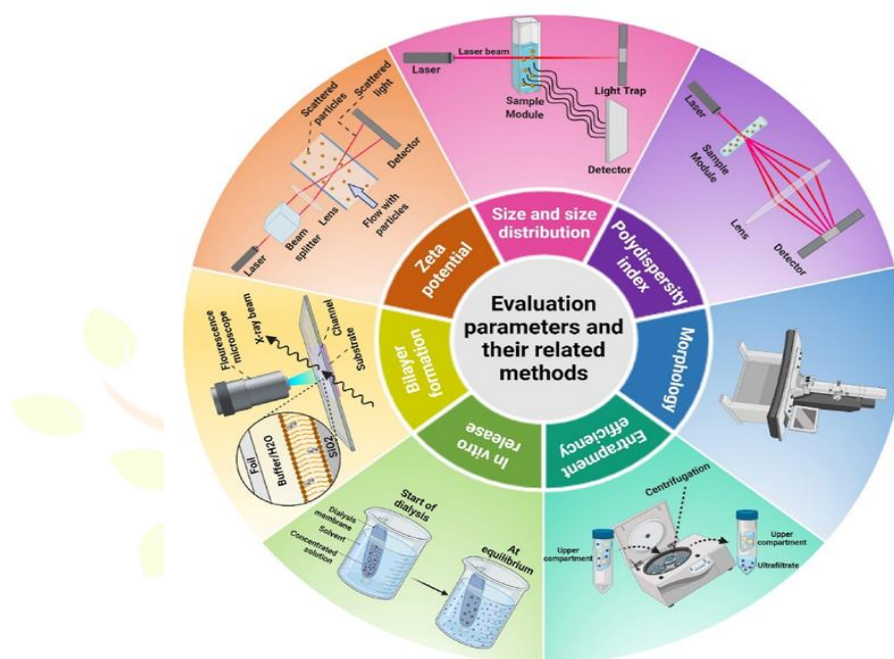 Laser beam
Laser
Sample
Module
Light Trap
Detector
Laser
Sample
Module
Lens
Detector
Scattered
particles
Scattered
light
Detector
Flow with
particles
Lens
Beam
splitter
Laser
Size and size
distribution
Polydispersity
index
Morphology
Entrapment
efficiency
In vitro
release
Bilayer
formation
Zeta
potential
Evaluation
parameters and
their related
methods
Flourescence
microscope
X-ray beam
Channel
Substrate
Foil
Buffer/H2O
SiO2
Start of
dialysis
Dialysis
membrane
Solvent
Concentrated
solution
At
equilibrium
Centrifugation
Upper
compartment
Upper
compartment
Ultrafiltrate